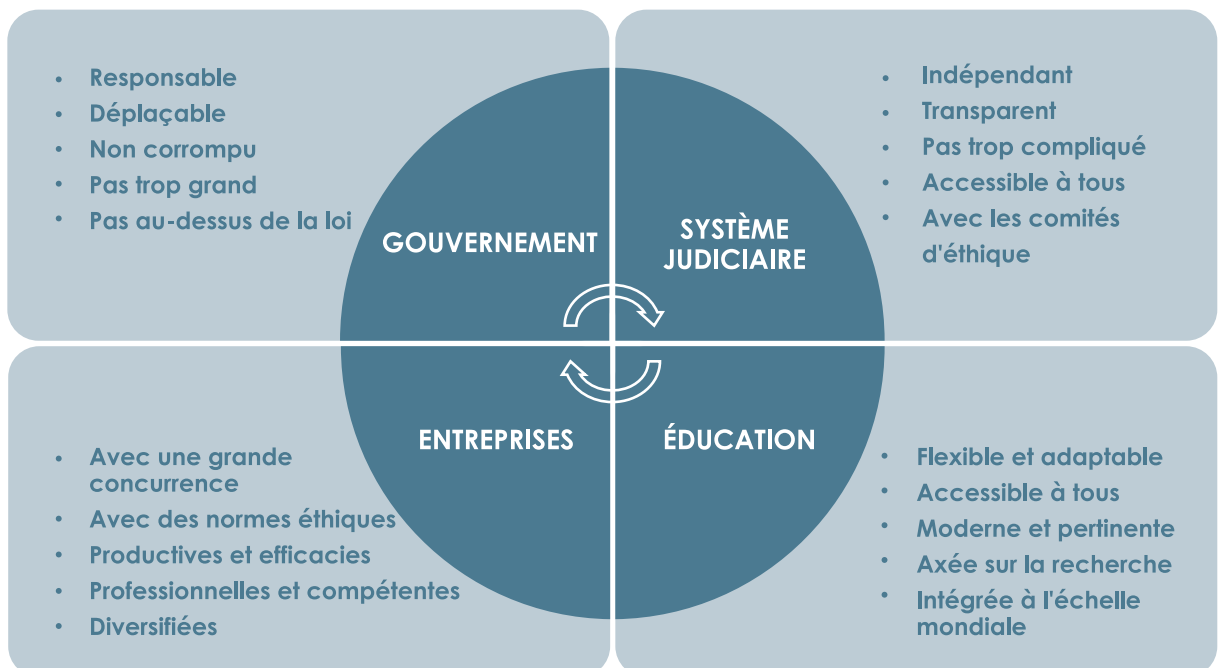 • Responsable
• Déplaçable
• Non corrompu
• Pas trop grand
• Pas au-dessus de la loi
GOUVERNEMENT
SYSTÈME
JUDICIAIRE
• Indépendant
• Transparent
• Pas trop compliqué
• Accessible à tous
• Avec les comités
d'éthique
• Avec une grande
concurrence
• Avec des normes éthiques
• Productives et efficacies
• Professionnelles et compétentes
• Diversifiées
ENTREPRISES
ÉDUCATION
• Flexible et adaptable
• Accessible à tous
• Moderne et pertinente
• Axée sur la recherche
• Intégrée à l'échelle
mondiale